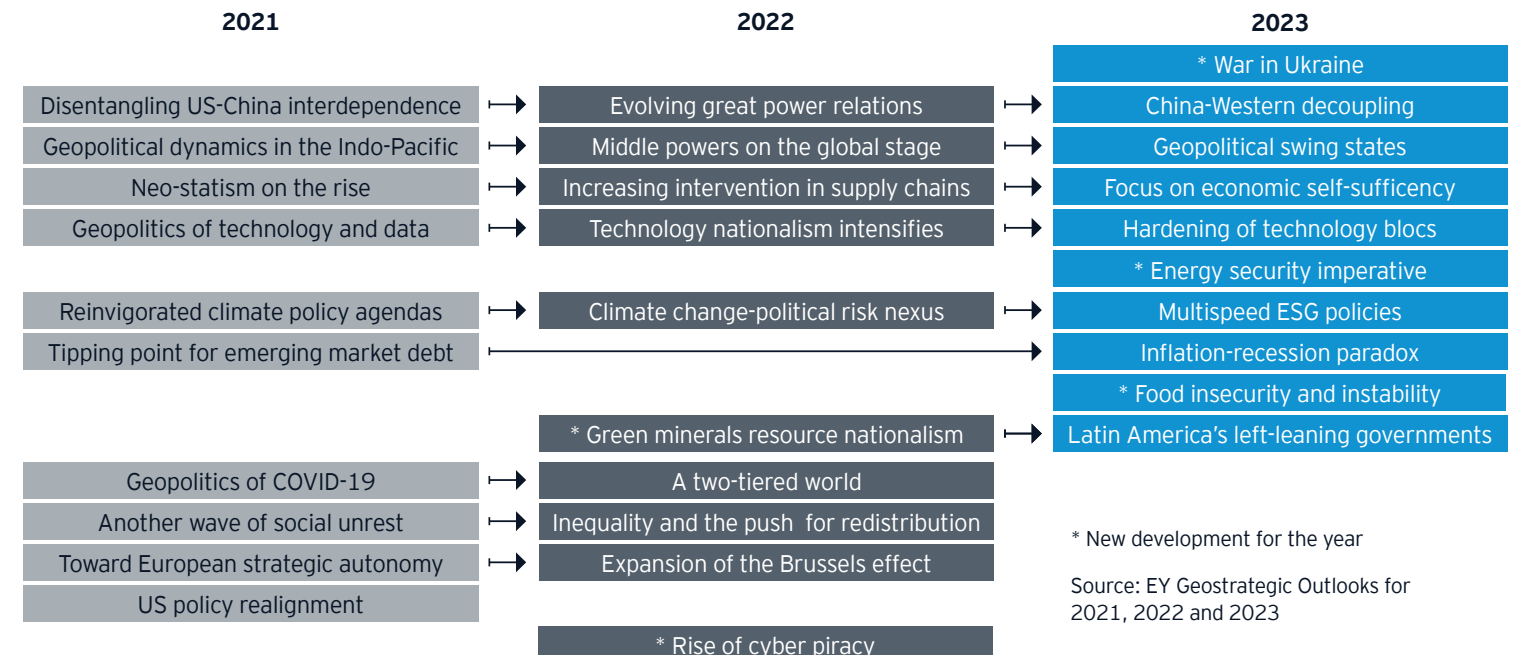 2021 2022 2023
* War in Ukraine
Disentangling US-China interdependence Evolving great power relations China-Western decoupling
Geopolitical dynamics in the Indo-Pacific Middle powers on the global stage Geopolitical swing states
Neo-statism on the rise Increasing intervention in supply chains Focus on economic self-sufficency
Geopolitics of technology and data Technology nationalism intensifies Hardening of technology blocs
* Energy security imperative
Reinvigorated climate policy agendas Climate change-political risk nexus Multispeed ESG policies
Tipping point for emerging market debt Inflation-recession paradox
* Food insecurity and instability
* Green minerals resource nationalism Latin America's left-leaning governments
Geopolitics of COVID-19 A two-tiered world
Another wave of social unrest Inequality and the push for redistribution
Toward European strategic autonomy Expansion of the Brussels effect
US policy realignment
* Rise of cyber piracy
* New development for the year
Source: EY Geostrategic Outlooks for
2021, 2022 and 2023